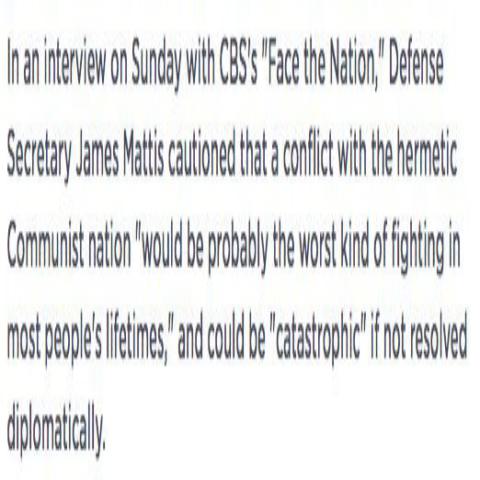 In an interview on Sunday with CBS's "Face the Nation," Defense
Secretary James Mattis cautioned that a conflict with the hermetic
Communist nation "would be probably the worst kind of fighting in
most people's lifetimes," and could be "catastrophic" if not resolved
diplomatically.